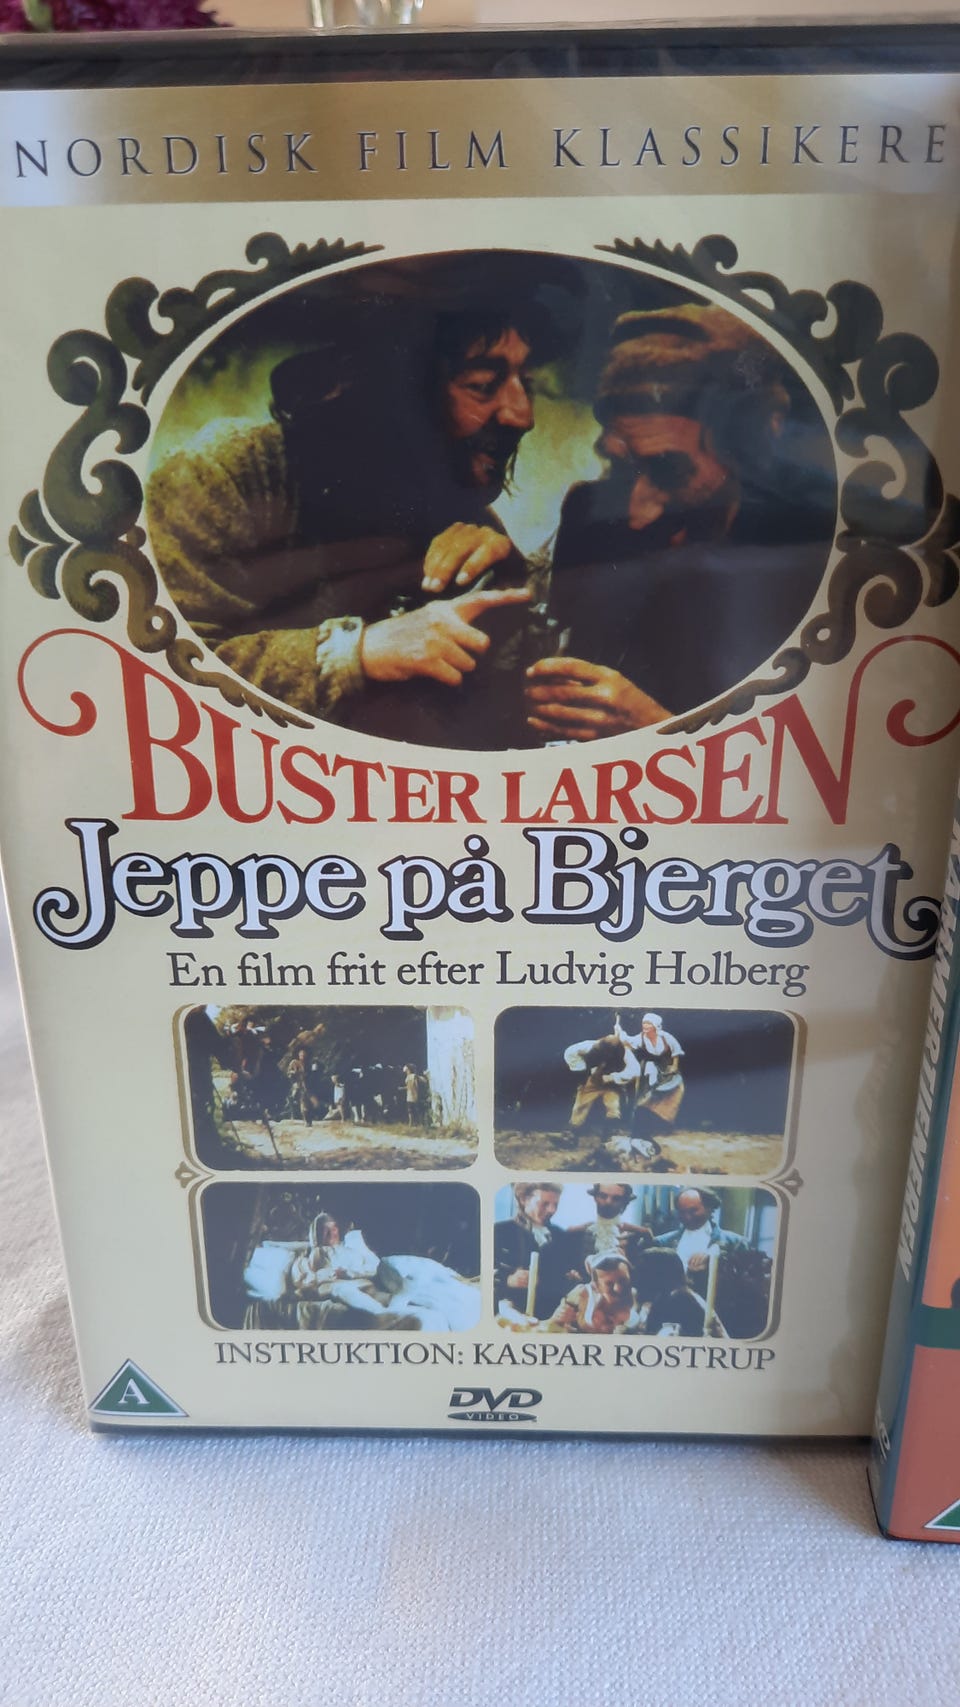 NORDISK FILM KLASSIKERE
BUSTER LARSEN
Jeppe på Bjerget
En film frit efter Ludvig Holberg
INSTRUKTION: KASPAR ROSTRUP
A
DVD
VIDEO
KAMMERTJENEREN